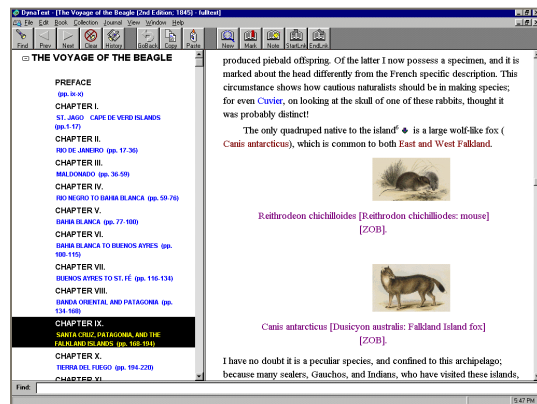 DynaText - [The Voyage of the Beagle [2nd Edition; 1845] - fulltext]
File Edit Book Collection Journal View Window Help
Find Prev Next Clear History GoBack Copy Paste New Mark Note StartLnk EndLnk
THE VOYAGE OF THE BEAGLE
PREFACE
(pp. ix-x)
CHAPTER I.
ST. JAGO CAPE DE VERD ISLANDS
(pp.1-17)
CHAPTER II.
RIO DE JANEIRO (pp. 17-36)
CHAPTER III.
MALDONADO (pp. 36-59)
CHAPTER IV.
RIO NEGRO TO BAHIA BLANCA (pp. 59-76)
CHAPTER V.
BAHIA BLANCA (pp. 77-100)
CHAPTER VI.
BAHIA BLANCA TO BUENOS AYRES (pp.
100-115)
CHAPTER VII.
BUENOS AYRES TO ST. FÉ (pp. 116-134)
CHAPTER VIII.
BANDA ORIENTAL AND PATAGONIA (pp.
134-168)
CHAPTER IX.
SANTA CRUZ, PATAGONIA, AND THE
FALKLAND ISLANDS (pp. 168-194)
CHAPTER X.
TIERRA DEL FUEGO (pp. 194-220)
CHAPTER XI
produced piebald offspring. Of the latter I now possess a specimen, and it is
marked about the head differently from the French specific description. This
circumstance shows how cautious naturalists should be in making species;
for even Cuvier, on looking at the skull of one of these rabbits, thought it
was probably distinct!
The only quadruped native to the island is a large wolf-like fox (
Canis antarcticus), which is common to both East and West Falkland.
Reithrodeon chichilloides [Reithrodon chichilliodes: mouse]
[ZOB].
Canis antarcticus [Dusicyon australis: Falkland Island fox]
[ZOB].
I have no doubt it is a peculiar species, and confined to this archipelago;
because many sealers, Gauchos, and Indians, who have visited these islands,
Find:
5:47 PM